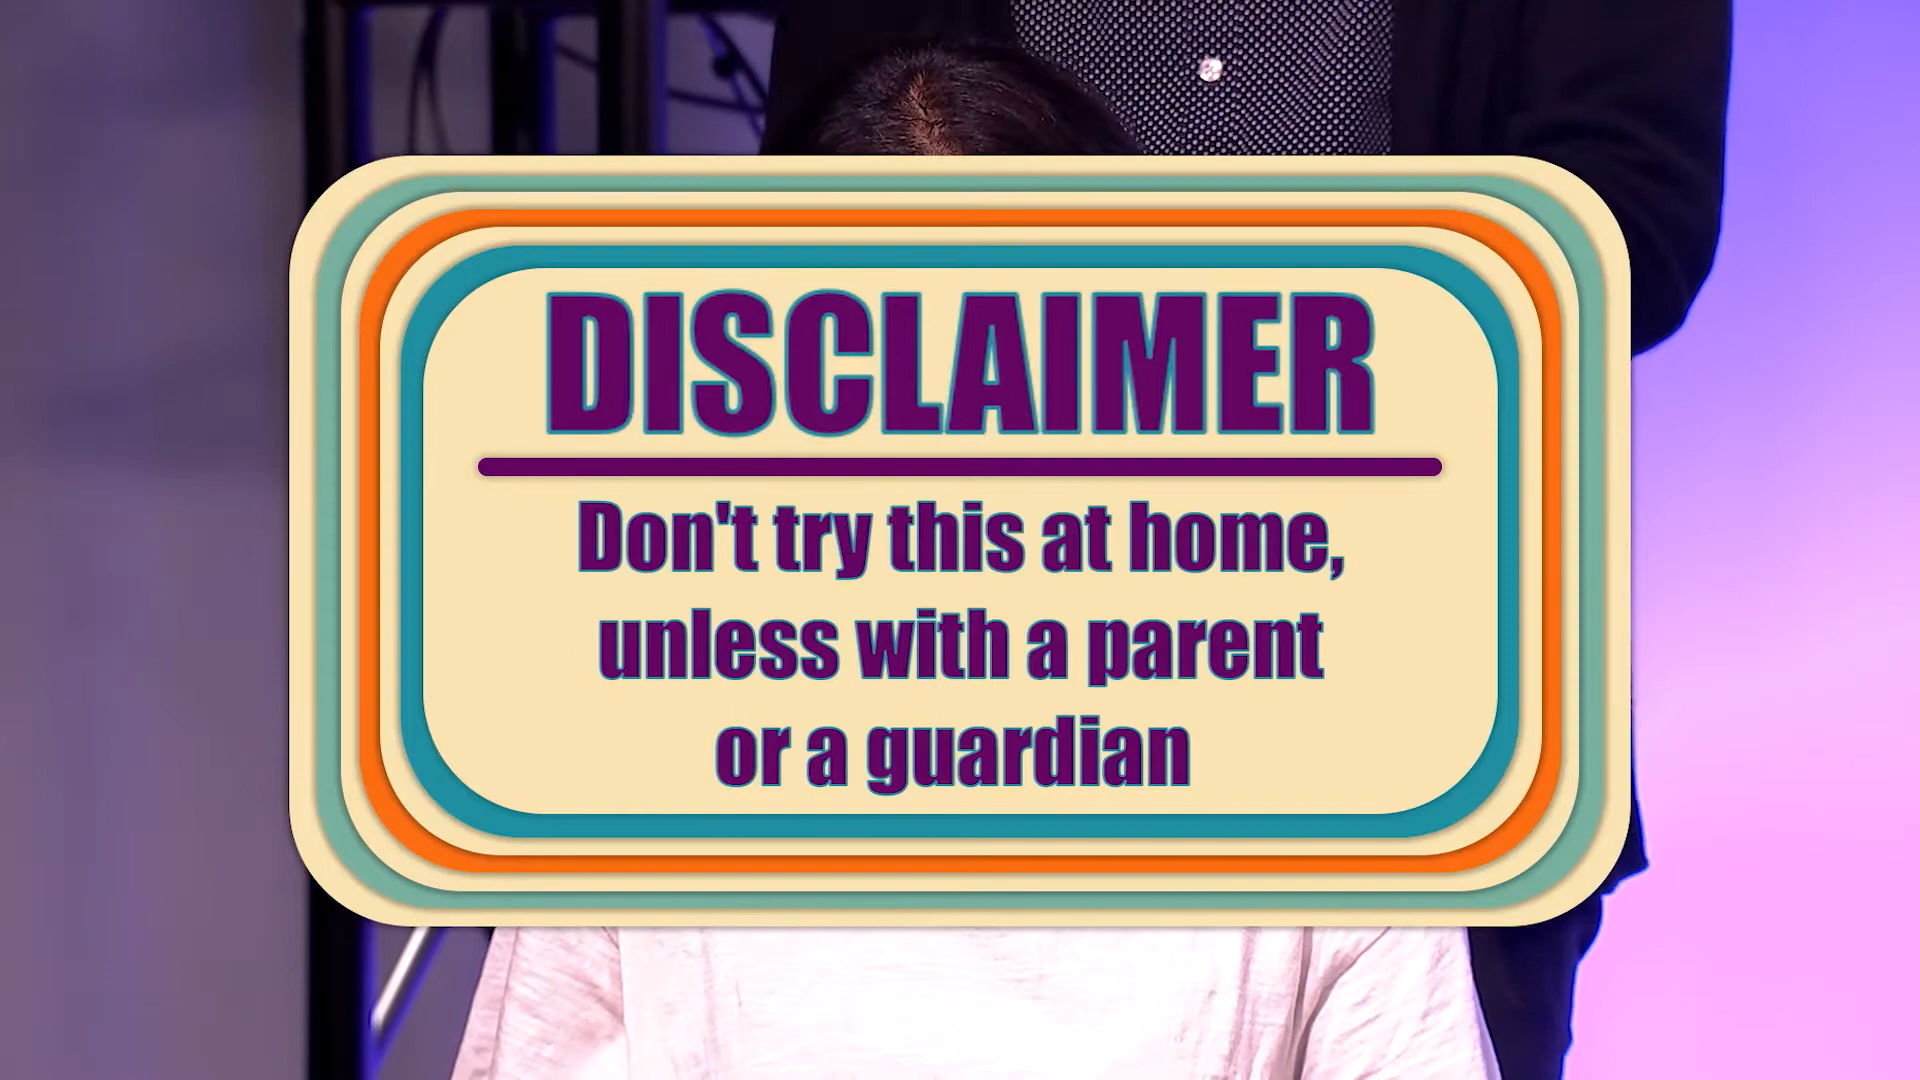 DISCLAIMER
Don't try this at home,
unless with a parent
or a guardian